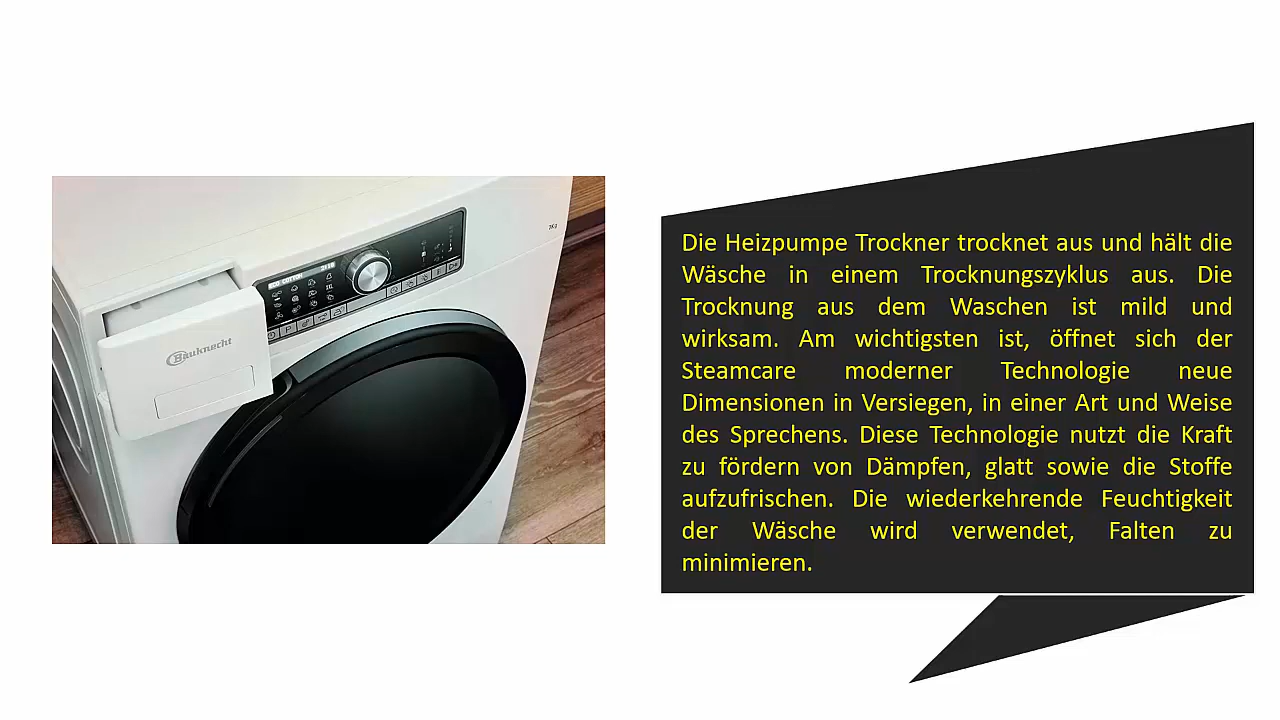 Bauknecht
ECO COTTON 3:10
Die Heizpumpe Trockner trocknet aus und hält die
Wäsche in einem Trocknungszyklus aus. Die
Trocknung aus dem Waschen ist mild und
wirksam. Am wichtigsten ist, öffnet sich der
Steamcare moderner Technologie neue
Dimensionen in Versiegen, in einer Art und Weise
des Sprechens. Diese Technologie nutzt die Kraft
zu fördern von Dämpfen, glatt sowie die Stoffe
aufzufrischen. Die wiederkehrende Feuchtigkeit
der Wäsche wird verwendet, Falten zu
minimieren.